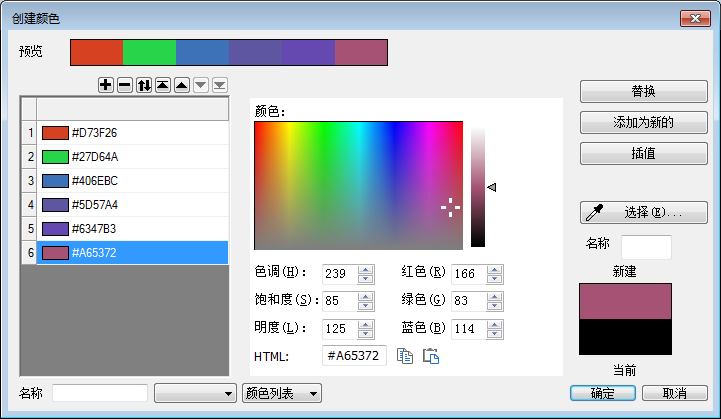 创建颜色
预览
替换
添加为新的
插值
选择(E)...
名称
新建
当前
1 #D73F26
2 #27D64A
3 #406EBC
4 #5D57A4
5 #6347B3
6 #A65372
颜色：
色调：(H)： 239 红色(R) 166
饱和度(S)： 85 绿色(G) 83
明度(L)： 125 蓝色(B) 114
HTML: #A65372
名称
颜色列表
确定
取消